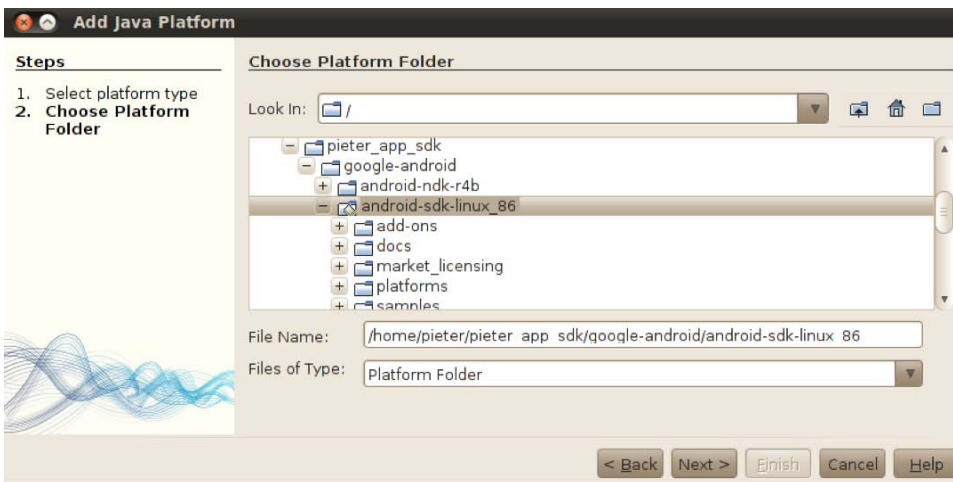 Add Java Platform
Steps
1. Select platform type
2. Choose Platform
Folder
Choose Platform Folder
Look In: /
pieter_app_sdk
google-android
android-ndk-r4b
android-sdk-linux_86
add-ons
docs
market_licensing
platforms
samples
File Name: /home/pieter/pieter_app_sdk/google-android/android-sdk-linux_86
Files of Type: Platform Folder
< Back Next > Finish Cancel Help